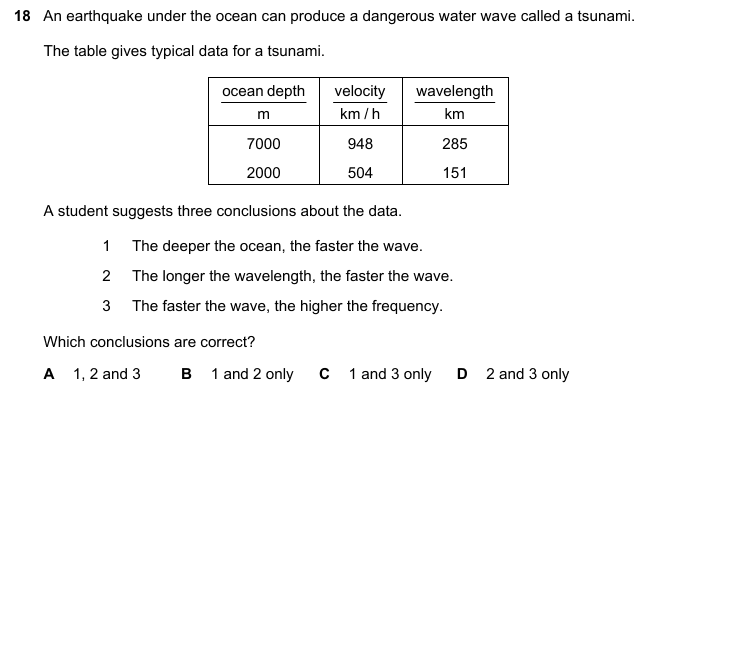 18 An earthquake under the ocean can produce a dangerous water wave called a tsunami.
The table gives typical data for a tsunami.
ocean depth velocity wavelength
m km / h km
7000 948 285
2000 504 151
A student suggests three conclusions about the data.
1 The deeper the ocean, the faster the wave.
2 The longer the wavelength, the faster the wave.
3 The faster the wave, the higher the frequency.
Which conclusions are correct?
A 1, 2 and 3 B 1 and 2 only C 1 and 3 only D 2 and 3 only